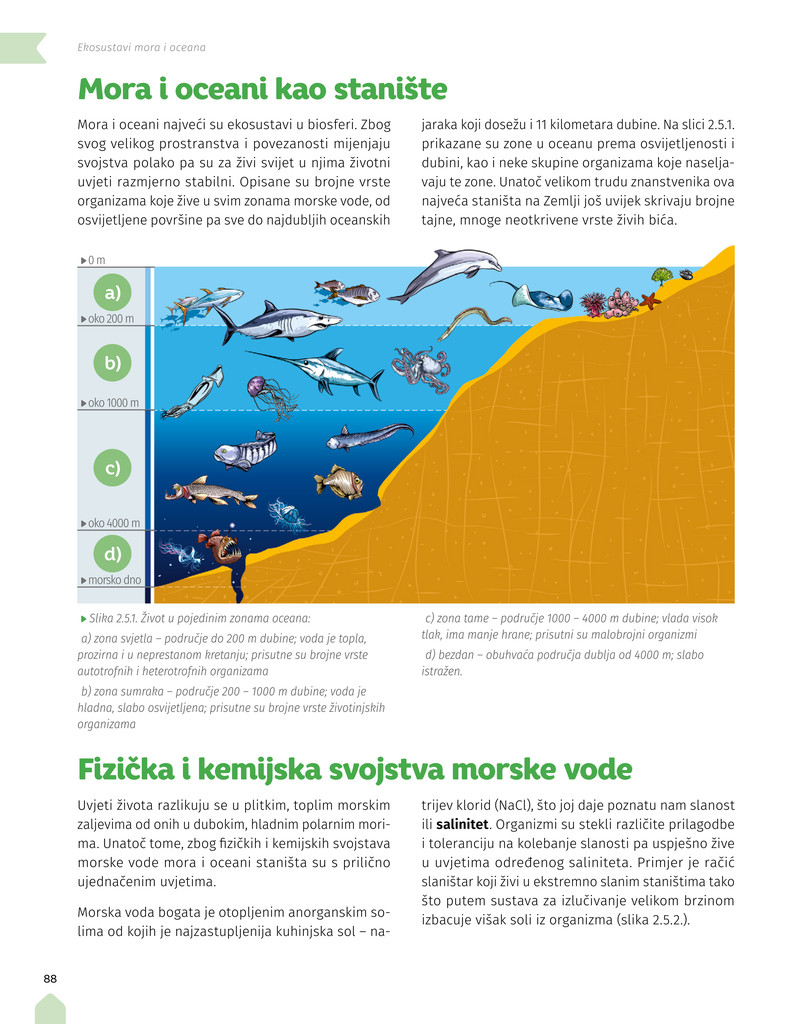 Ekosustavi mora i oceana
Mora i oceani kao stanište
Mora i oceani najveći su ekosustavi u biosferi. Zbog
svog velikog prostranstva i povezanosti mijenjaju
svojstva polako pa su za živi svijet u njima životni
uvjeti razmjerno stabilni. Opisane su brojne vrste
organizama koje žive u svim zonama morske vode, od
osvijetljene površine pa sve do najdubljih oceanskih
jaraka koji dosežu i 11 kilometara dubine. Na slici 2.5.1.
prikazane su zone u oceanu prema osvijetljenosti i
dubini, kao i neke skupine organizama koje naselja-
vaju te zone. Unatoč velikom trudu znanstvenika ova
najveća staništa na Zemlji još uvijek skrivaju brojne
tajne, mnoge neotkrivene vrste živih bića.
0 m
a)
oko 200 m
b)
oko 1000 m
c)
oko 4000 m
d)
morsko dno
Slika 2.5.1. Život u pojedinim zonama oceana:
a) zona svjetla – područje do 200 m dubine; voda je topla,
prozirna i u neprestanom kretanju; prisutne su brojne vrste
autotrofnih i heterotrofnih organizama
b) zona sumraka – područje 200 – 1000 m dubine; voda je
hladna, slabo osvijetljena; prisutne su brojne vrste životinjskih
organizama
c) zona tame – područje 1000 – 4000 m dubine; vlada visok
tlak, ima manje hrane; prisutni su malobrojni organizmi
d) bezdan – obuhvaća područja dublja od 4000 m; slabo
istražen.
Fizička i kemijska svojstva morske vode
Uvjeti života razlikuju se u plitkim, toplim morskim
zaljevima od onih u dubokim, hladnim polarnim mori-
ma. Unatoč tome, zbog fizičkih i kemijskih svojstava
morske vode mora i oceani staništa su s prilično
ujednačenim uvjetima.
Morska voda bogata je otopljenim anorganskim so-
lima od kojih je najzastupljenija kuhinjska sol – na-
trijev klorid (NaCl), što joj daje poznatu nam slanost
ili salinitet. Organizmi su stekli različite prilagodbe
i toleranciju na kolebanje slanosti pa uspješno žive
u uvjetima određenog saliniteta. Primjer je račić
slaništar koji živi u ekstremno slanim staništima tako
što putem sustava za izlučivanje velikom brzinom
izbacuje višak soli iz organizma (slika 2.5.2.).
88